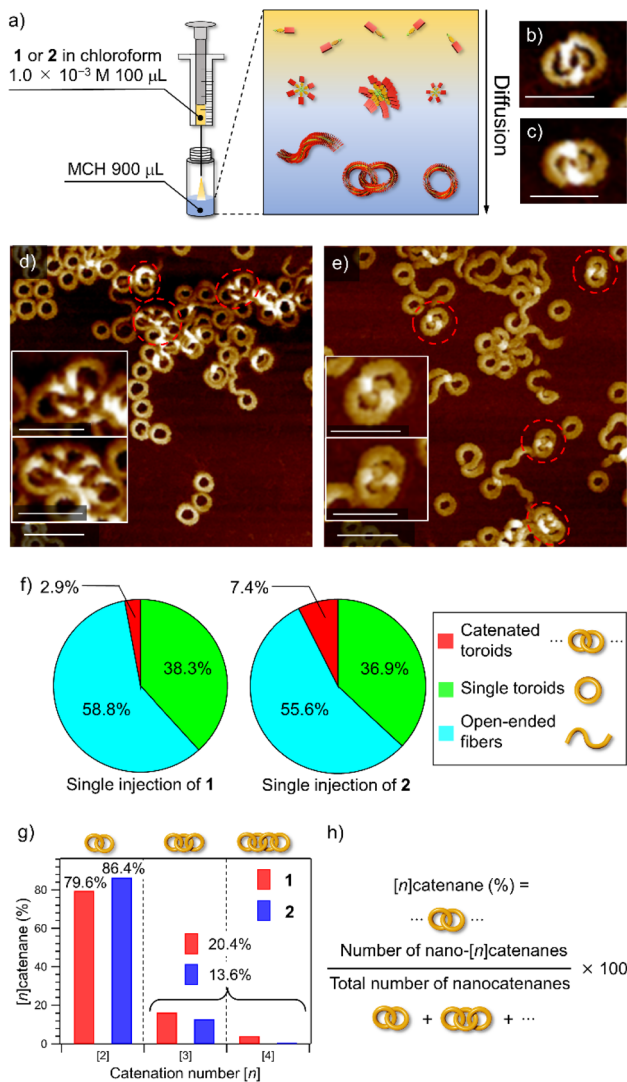 a)
1 or 2 in chloroform
1.0 × 10⁻³ M 100 μL
MCH 900 μL
Diffusion
b)
c)
d)
e)
f)
2.9%
38.3%
58.8%
Single injection of 1
7.4%
36.9%
55.6%
Single injection of 2
Catenated
toroids
... ...
Single toroids
Open-ended
fibers
g)
[n]catenane (%)
80
60
40
20
0
79.6%
86.4%
1
2
20.4%
13.6%
[2]
[3]
[4]
Catenation number [n]
h)
[n]catenane (%) =
... ...
Number of nano-[n]catenanes
Total number of nanocatenanes
× 100
+ + ...